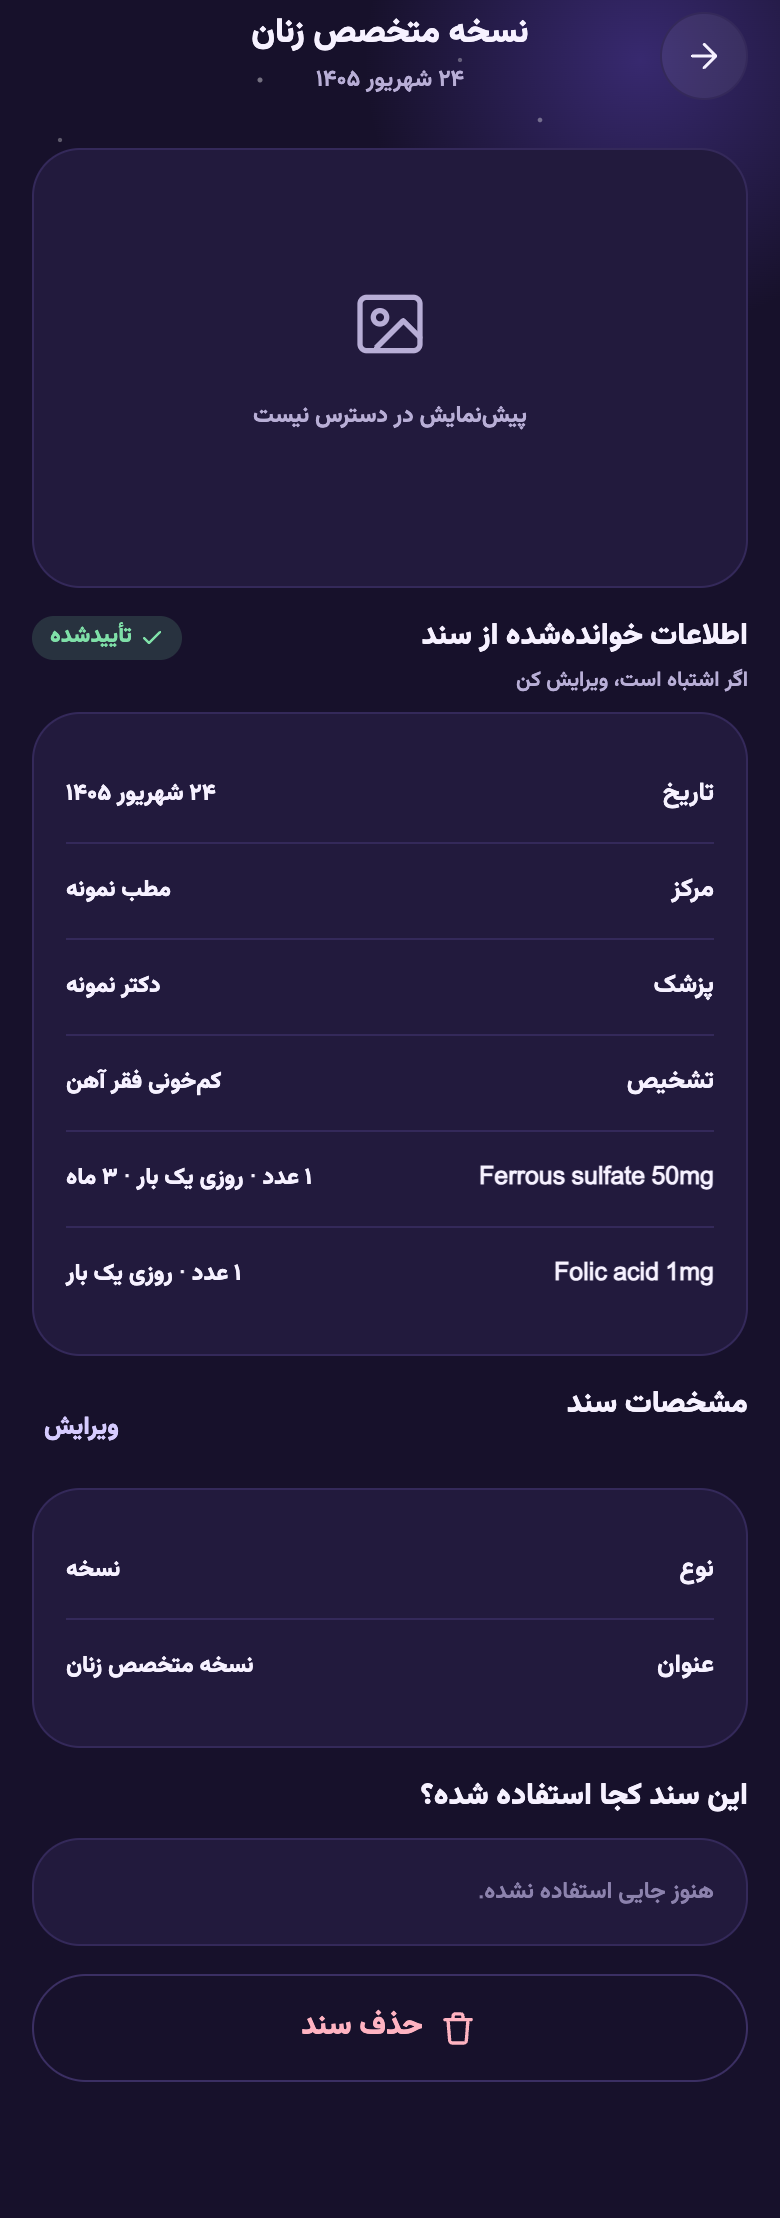 نسخه متخصص زنان
۲۴ شهریور ۱۴۰۵
پیش‌نمایش در دسترس نیست
اطلاعات خوانده‌شده از سند
تأییدشده
اگر اشتباه است، ویرایش کن
تاریخ ۲۴ شهریور ۱۴۰۵
مرکز مطب نمونه
پزشک دکتر نمونه
تشخیص کم‌خونی فقر آهن
Ferrous sulfate 50mg ۱ عدد · روزی یک بار · ۳ ماه
Folic acid 1mg ۱ عدد · روزی یک بار
مشخصات سند
ویرایش
نوع نسخه
عنوان نسخه متخصص زنان
این سند کجا استفاده شده؟
هنوز جایی استفاده نشده.
حذف سند